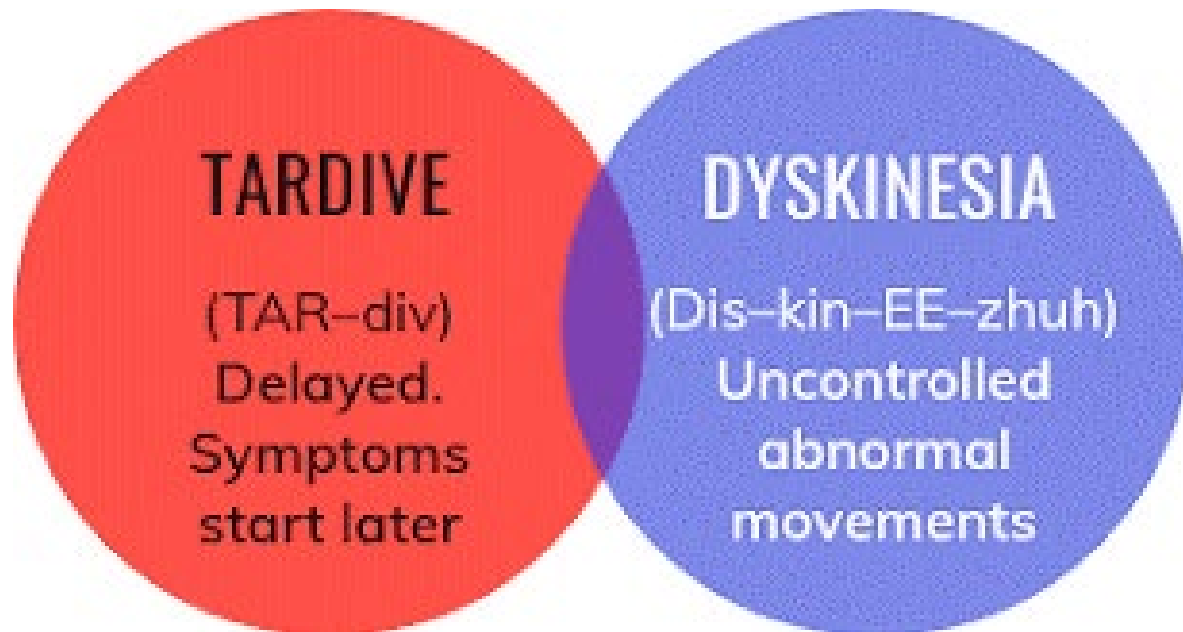 TARDIVE
(TAR–div)
Delayed.
Symptoms
start later
DYSKINESIA
(Dis–kin–EE–zhuh)
Uncontrolled
abnormal
movements